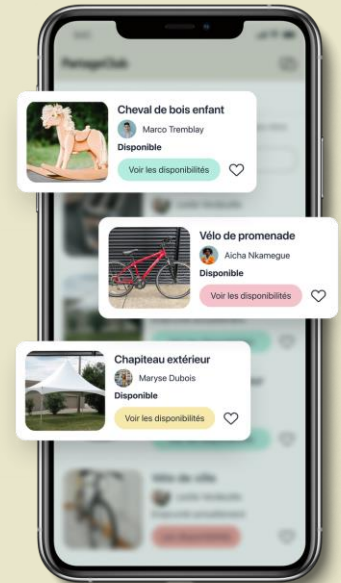 PartageClub
Cheval de bois enfant
Marco Tremblay
Disponible
Voir les disponibilités
Vélo de promenade
Aicha Nkamegue
Disponible
Voir les disponibilités
Chapiteau extérieur
Maryse Dubois
Disponible
Voir les disponibilités
Vélo de ville